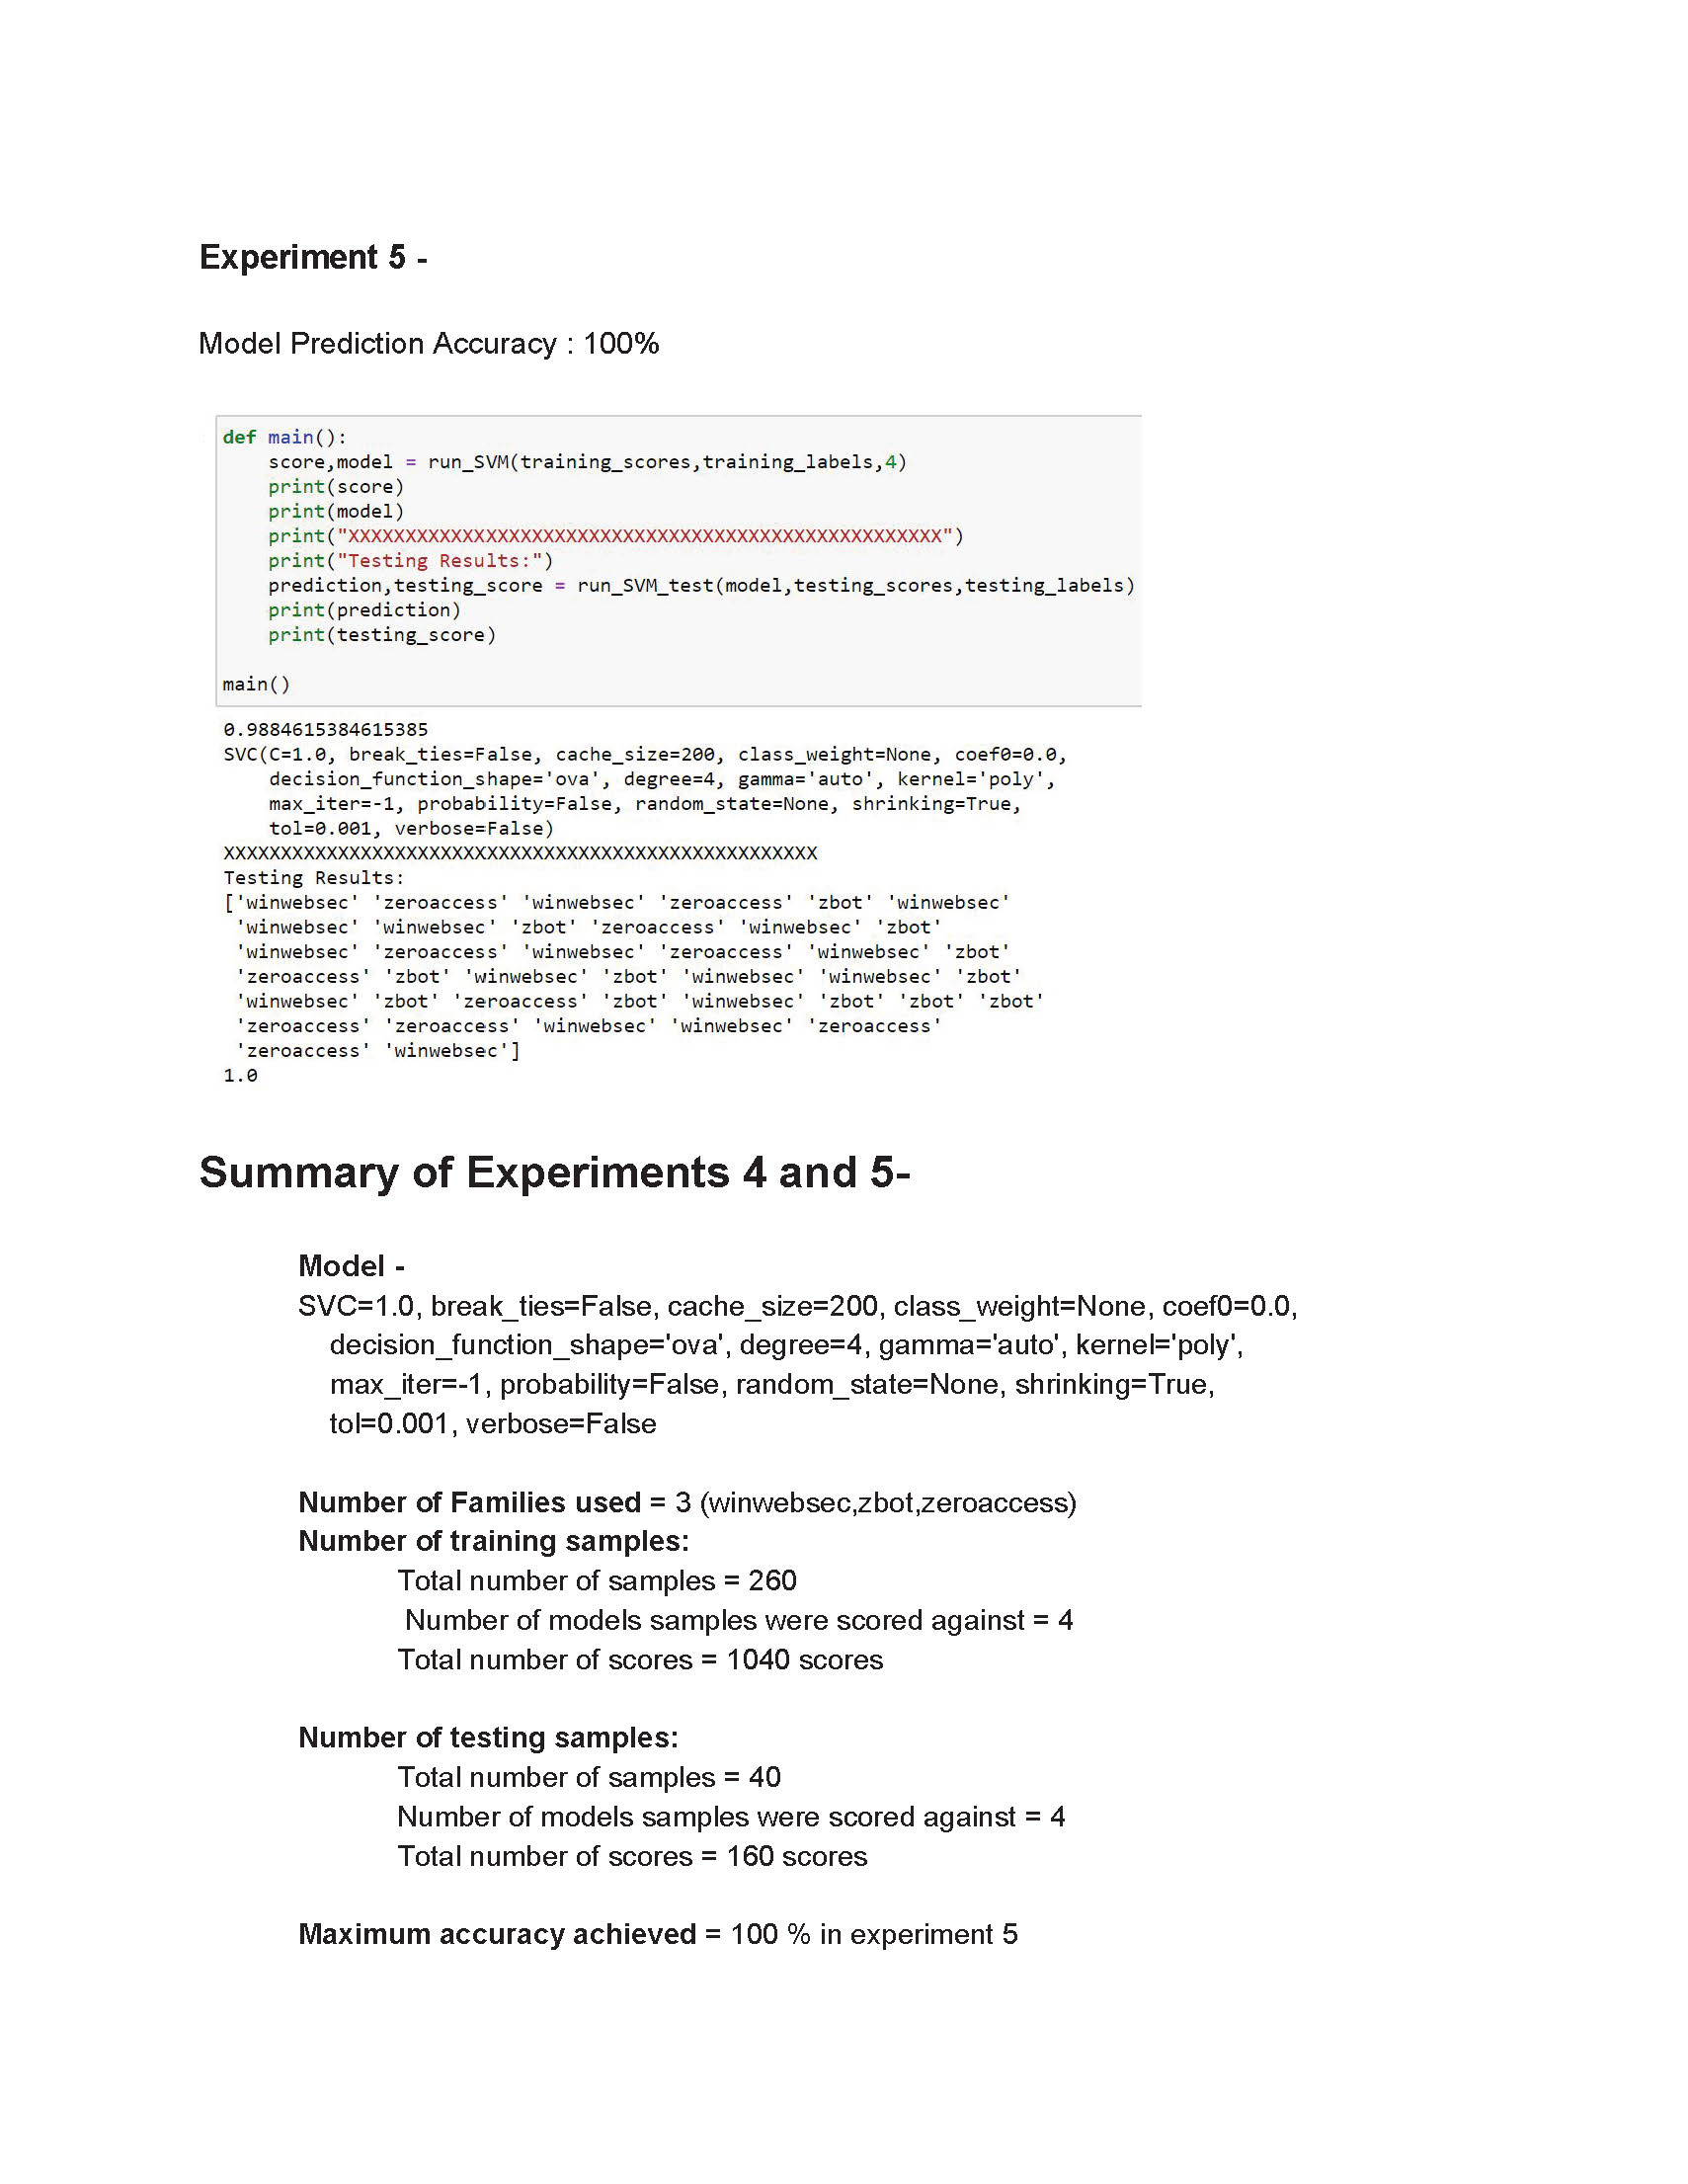 Experiment 5 -
Model Prediction Accuracy : 100%
def main():
    score,model = run_SVM(training_scores,training_labels,4)
    print(score)
    print(model)
    print("XXXXXXXXXXXXXXXXXXXXXXXXXXXXXXXXXXXXXXXXXXXXXXXXXXXX")
    print("Testing Results:")
    prediction,testing_score = run_SVM_test(model,testing_scores,testing_labels)
    print(prediction)
    print(testing_score)
main()
0.9884615384615385
SVC(C=1.0, break_ties=False, cache_size=200, class_weight=None, coef0=0.0,
    decision_function_shape='ova', degree=4, gamma='auto', kernel='poly',
    max_iter=-1, probability=False, random_state=None, shrinking=True,
    tol=0.001, verbose=False)
XXXXXXXXXXXXXXXXXXXXXXXXXXXXXXXXXXXXXXXXXXXXXXXXXXXX
Testing Results:
['winwebsec' 'zeroaccess' 'winwebsec' 'zeroaccess' 'zbot' 'winwebsec'
 'winwebsec' 'winwebsec' 'zbot' 'zeroaccess' 'winwebsec' 'zbot'
 'winwebsec' 'zeroaccess' 'winwebsec' 'zeroaccess' 'winwebsec' 'zbot'
 'zeroaccess' 'zbot' 'winwebsec' 'zbot' 'winwebsec' 'winwebsec' 'zbot'
 'winwebsec' 'zbot' 'zeroaccess' 'zbot' 'winwebsec' 'zbot' 'zbot' 'zbot'
 'zeroaccess' 'zeroaccess' 'winwebsec' 'winwebsec' 'zeroaccess'
 'zeroaccess' 'winwebsec']
1.0
Summary of Experiments 4 and 5-
Model -
SVC=1.0, break_ties=False, cache_size=200, class_weight=None, coef0=0.0,
decision_function_shape='ova', degree=4, gamma='auto', kernel='poly',
max_iter=-1, probability=False, random_state=None, shrinking=True,
tol=0.001, verbose=False
Number of Families used = 3 (winwebsec,zbot,zeroaccess)
Number of training samples:
Total number of samples = 260
Number of models samples were scored against = 4
Total number of scores = 1040 scores
Number of testing samples:
Total number of samples = 40
Number of models samples were scored against = 4
Total number of scores = 160 scores
Maximum accuracy achieved = 100 % in experiment 5